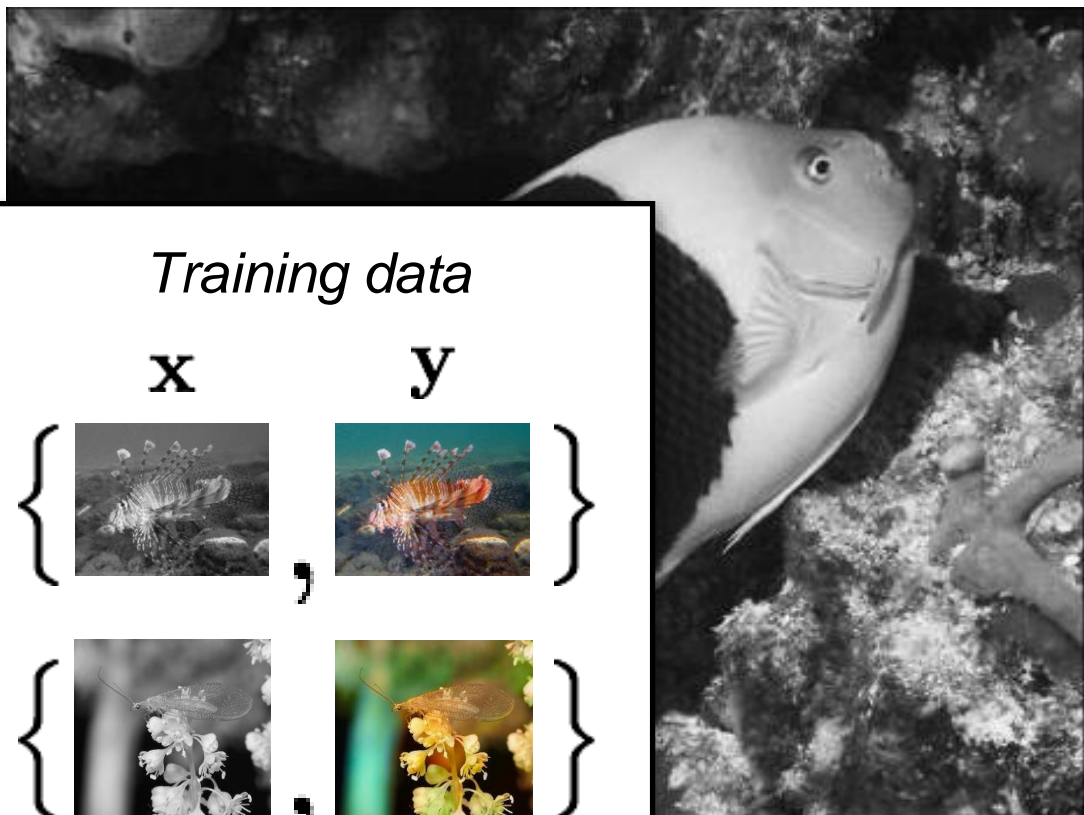 Training data
x y
{ , }
{ , }